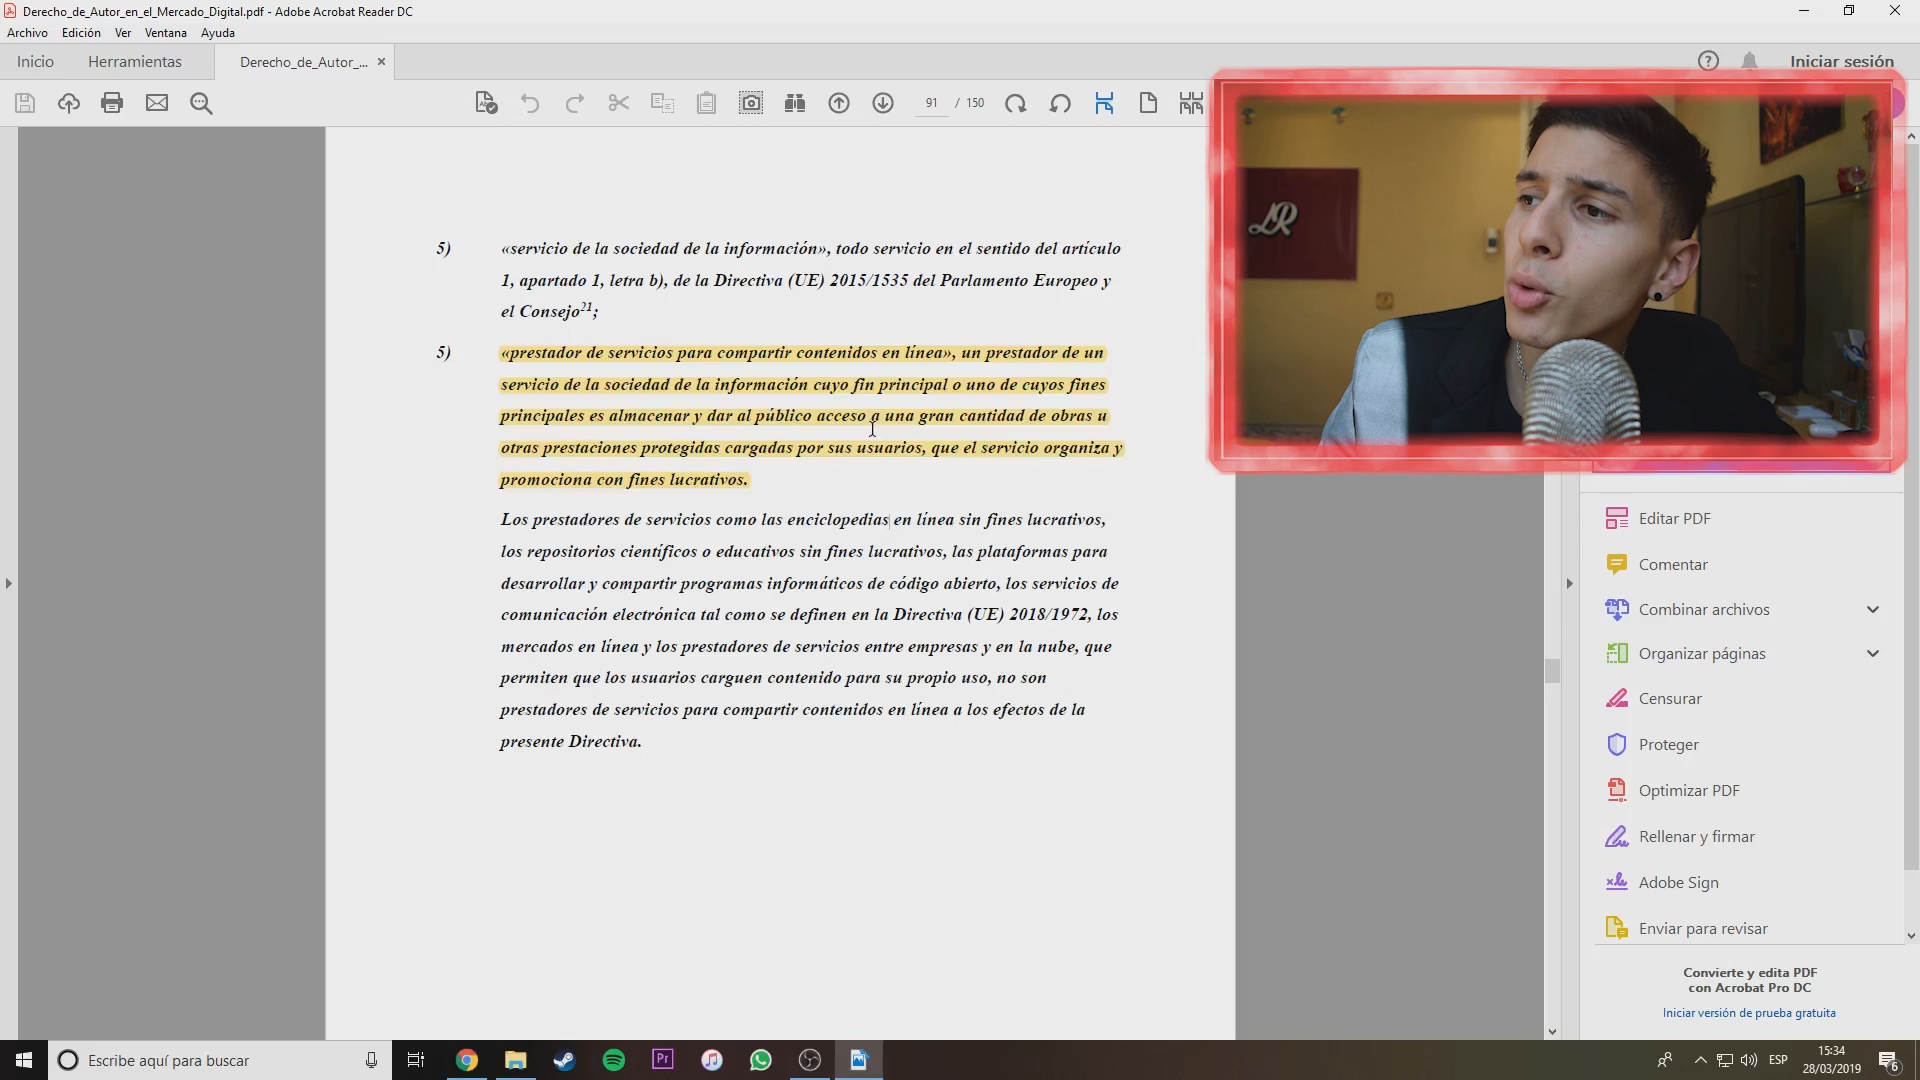 Derecho_de_Autor_en_el_Mercado_Digital.pdf - Adobe Acrobat Reader DC
Archivo Edición Ver Ventana Ayuda
Inicio Herramientas Derecho_de_Autor_... × Iniciar sesión
91 / 150
LR
5) «servicio de la sociedad de la información», todo servicio en el sentido del artículo
1, apartado 1, letra b), de la Directiva (UE) 2015/1535 del Parlamento Europeo y
el Consejo21;
5) «prestador de servicios para compartir contenidos en línea», un prestador de un
servicio de la sociedad de la información cuyo fin principal o uno de cuyos fines
principales es almacenar y dar al público acceso a una gran cantidad de obras u
otras prestaciones protegidas cargadas por sus usuarios, que el servicio organiza y
promociona con fines lucrativos.
Los prestadores de servicios como las enciclopedias en línea sin fines lucrativos,
los repositorios científicos o educativos sin fines lucrativos, las plataformas para
desarrollar y compartir programas informáticos de código abierto, los servicios de
comunicación electrónica tal como se definen en la Directiva (UE) 2018/1972, los
mercados en línea y los prestadores de servicios entre empresas y en la nube, que
permiten que los usuarios carguen contenido para su propio uso, no son
prestadores de servicios para compartir contenidos en línea a los efectos de la
presente Directiva.
Editar PDF
Comentar
Combinar archivos
Organizar páginas
Censurar
Proteger
Optimizar PDF
Rellenar y firmar
Adobe Sign
Enviar para revisar
Convierte y edita PDF
con Acrobat Pro DC
Iniciar versión de prueba gratuita
Escribe aquí para buscar
Pr
ESP
15:34
28/03/2019
6